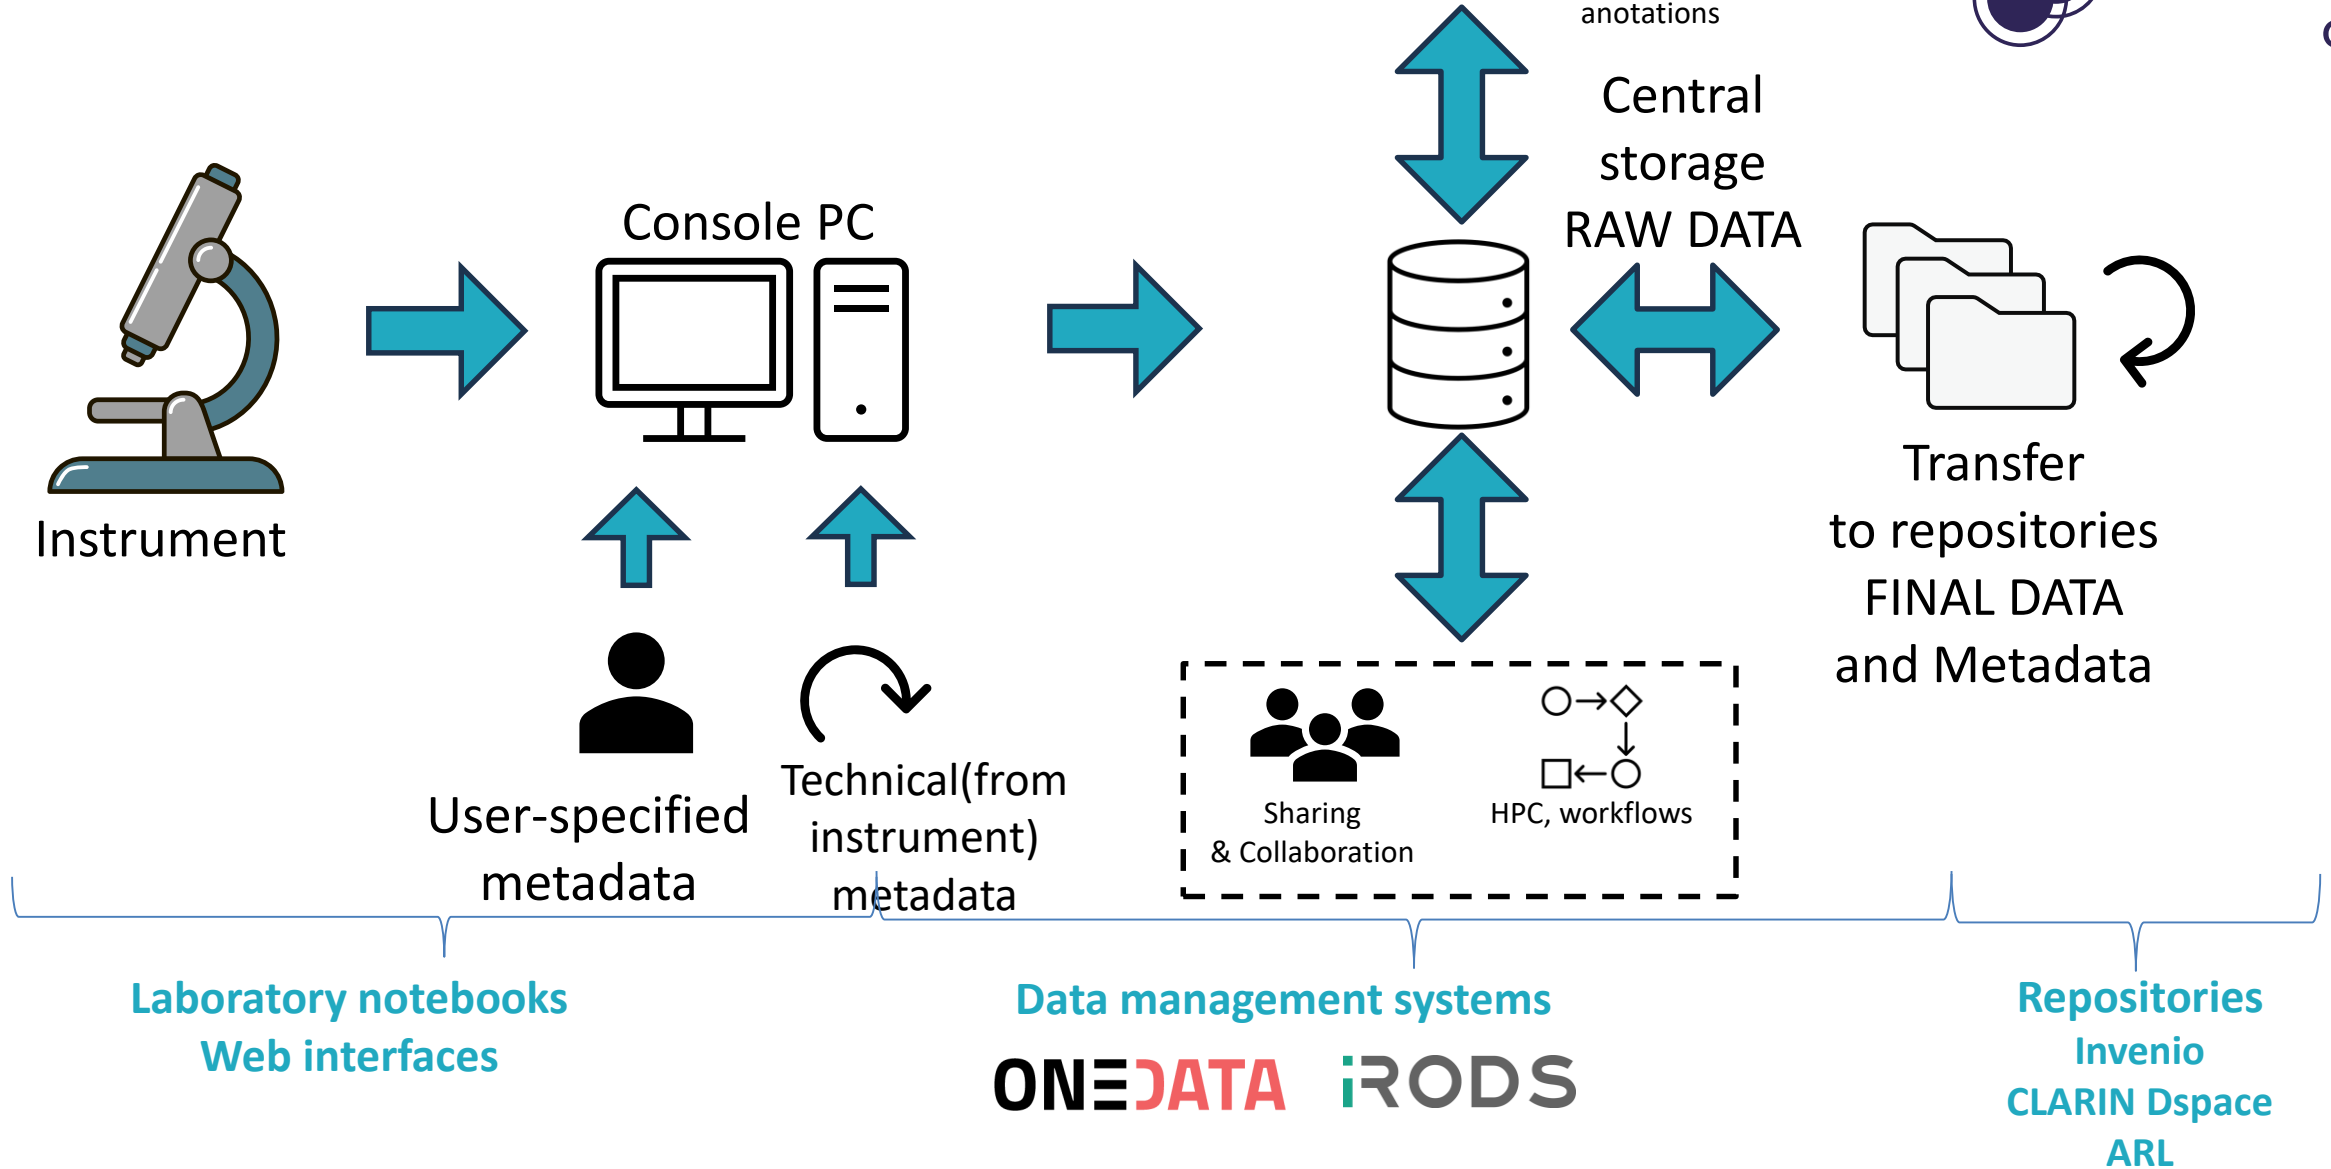 anotations
Central
storage
RAW DATA
Console PC
Instrument
Transfer
to repositories
FINAL DATA
and Metadata
User-specified
metadata
Technical(from
instrument)
metadata
Sharing
& Collaboration
HPC, workflows
Laboratory notebooks
Web interfaces
Data management systems
ONEDATA
iRODS
Repositories
Invenio
CLARIN Dspace
ARL